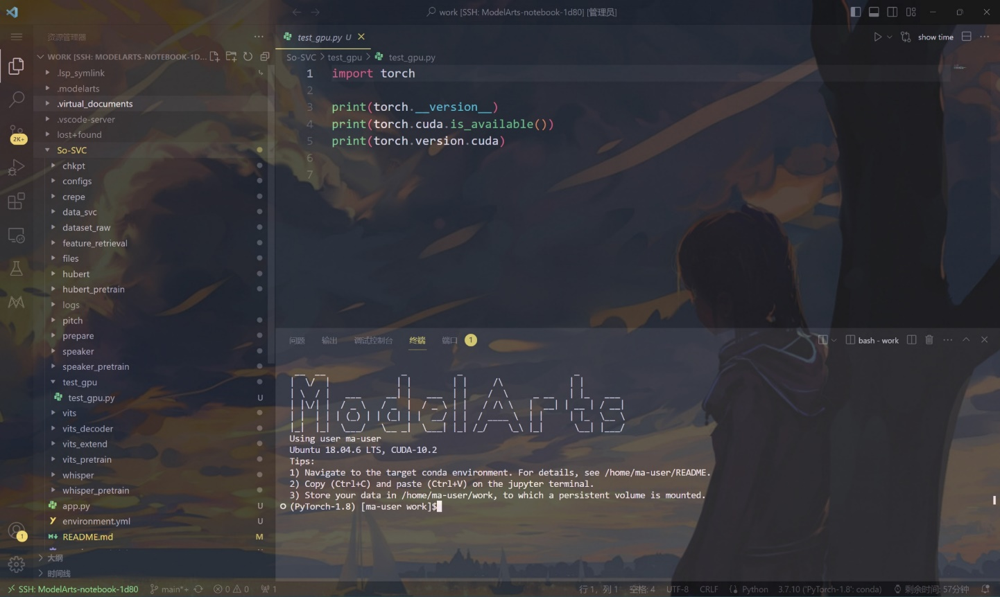 work [SSH: ModelArts-notebook-1d80] [管理员]
资源管理器
WORK [SSH: MODELARTS-NOTEBOOK-1D...
.lsp_symlink
.modelarts
.virtual_documents
.vscode-server
lost+found
So-SVC
chkpt
configs
crepe
data_svc
dataset_raw
feature_retrieval
files
hubert
hubert_pretrain
logs
pitch
prepare
speaker
speaker_pretrain
test_gpu
test_gpu.py U
vits
vits_decoder
vits_extend
vits_pretrain
whisper
whisper_pretrain
app.py U
environment.yml U
README.md M
大纲
时间线
2K+
1
test_gpu.py U
show time
So-SVC > test_gpu > test_gpu.py
1 import torch
2
3 print(torch.__version__)
4 print(torch.cuda.is_available())
5 print(torch.version.cuda)
6
7
问题 输出 调试控制台 终端 端口 1
bash - work
ModelArts
Using user ma-user
Ubuntu 18.04.6 LTS, CUDA-10.2
Tips:
1) Navigate to the target conda environment. For details, see /home/ma-user/README.
2) Copy (Ctrl+C) and paste (Ctrl+V) on the jupyter terminal.
3) Store your data in /home/ma-user/work, to which a persistent volume is mounted.
(PyTorch-1.8) [ma-user work]$
SSH: ModelArts-notebook-1d80 main*+ 0 0 1 行 1，列 1 空格: 4 UTF-8 CRLF Python 3.7.10 ('PyTorch-1.8': conda) 剩余时间: 57分钟